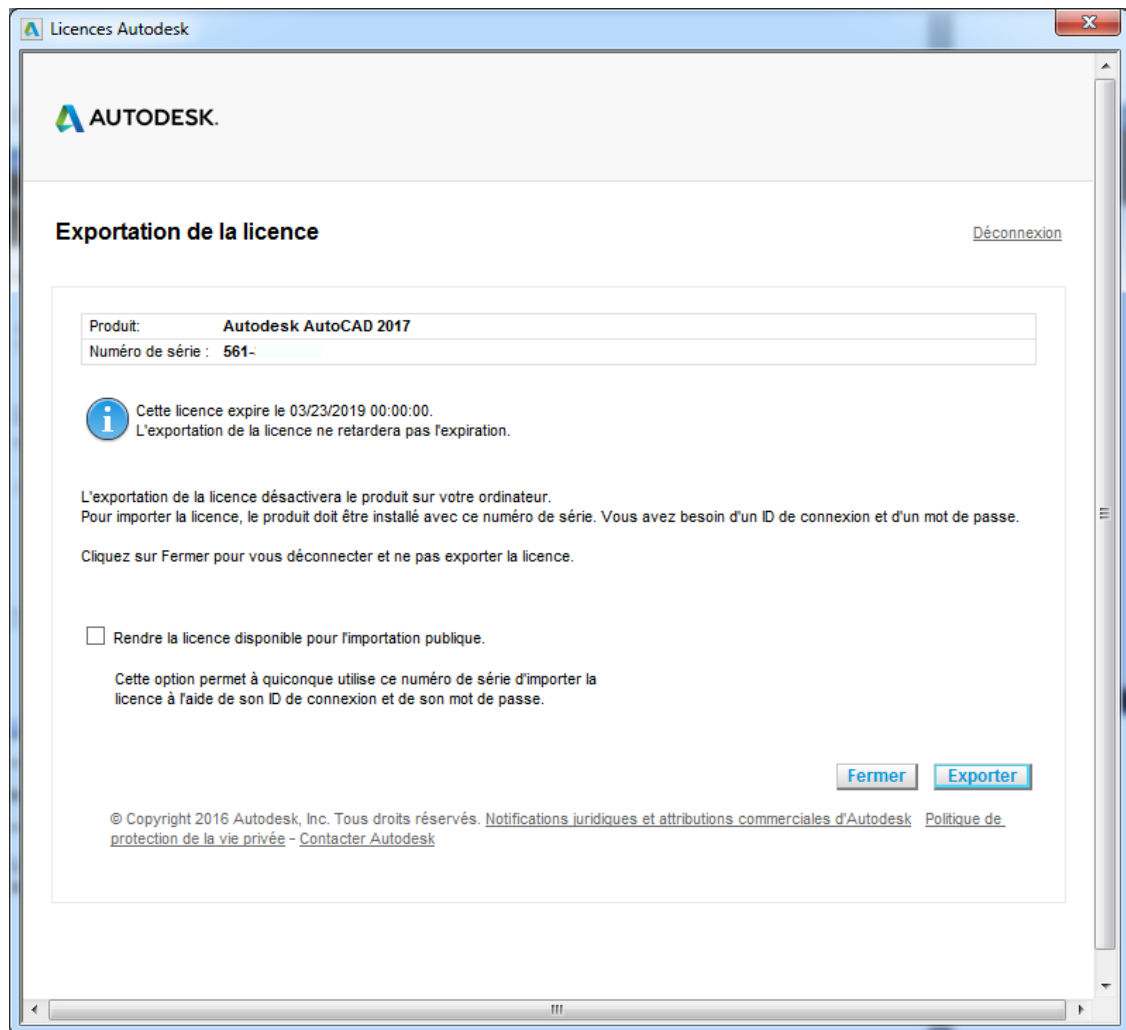 Licences Autodesk
AUTODESK.
Exportation de la licence
Déconnexion
Produit: Autodesk AutoCAD 2017
Numéro de série : 561-
Cette licence expire le 03/23/2019 00:00:00.
L'exportation de la licence ne retardera pas l'expiration.
L'exportation de la licence désactivera le produit sur votre ordinateur.
Pour importer la licence, le produit doit être installé avec ce numéro de série. Vous avez besoin d'un ID de connexion et d'un mot de passe.
Cliquez sur Fermer pour vous déconnecter et ne pas exporter la licence.
Rendre la licence disponible pour l'importation publique.
Cette option permet à quiconque utilise ce numéro de série d'importer la
licence à l'aide de son ID de connexion et de son mot de passe.
Fermer Exporter
© Copyright 2016 Autodesk, Inc. Tous droits réservés. Notifications juridiques et attributions commerciales d'Autodesk Politique de
protection de la vie privée - Contacter Autodesk